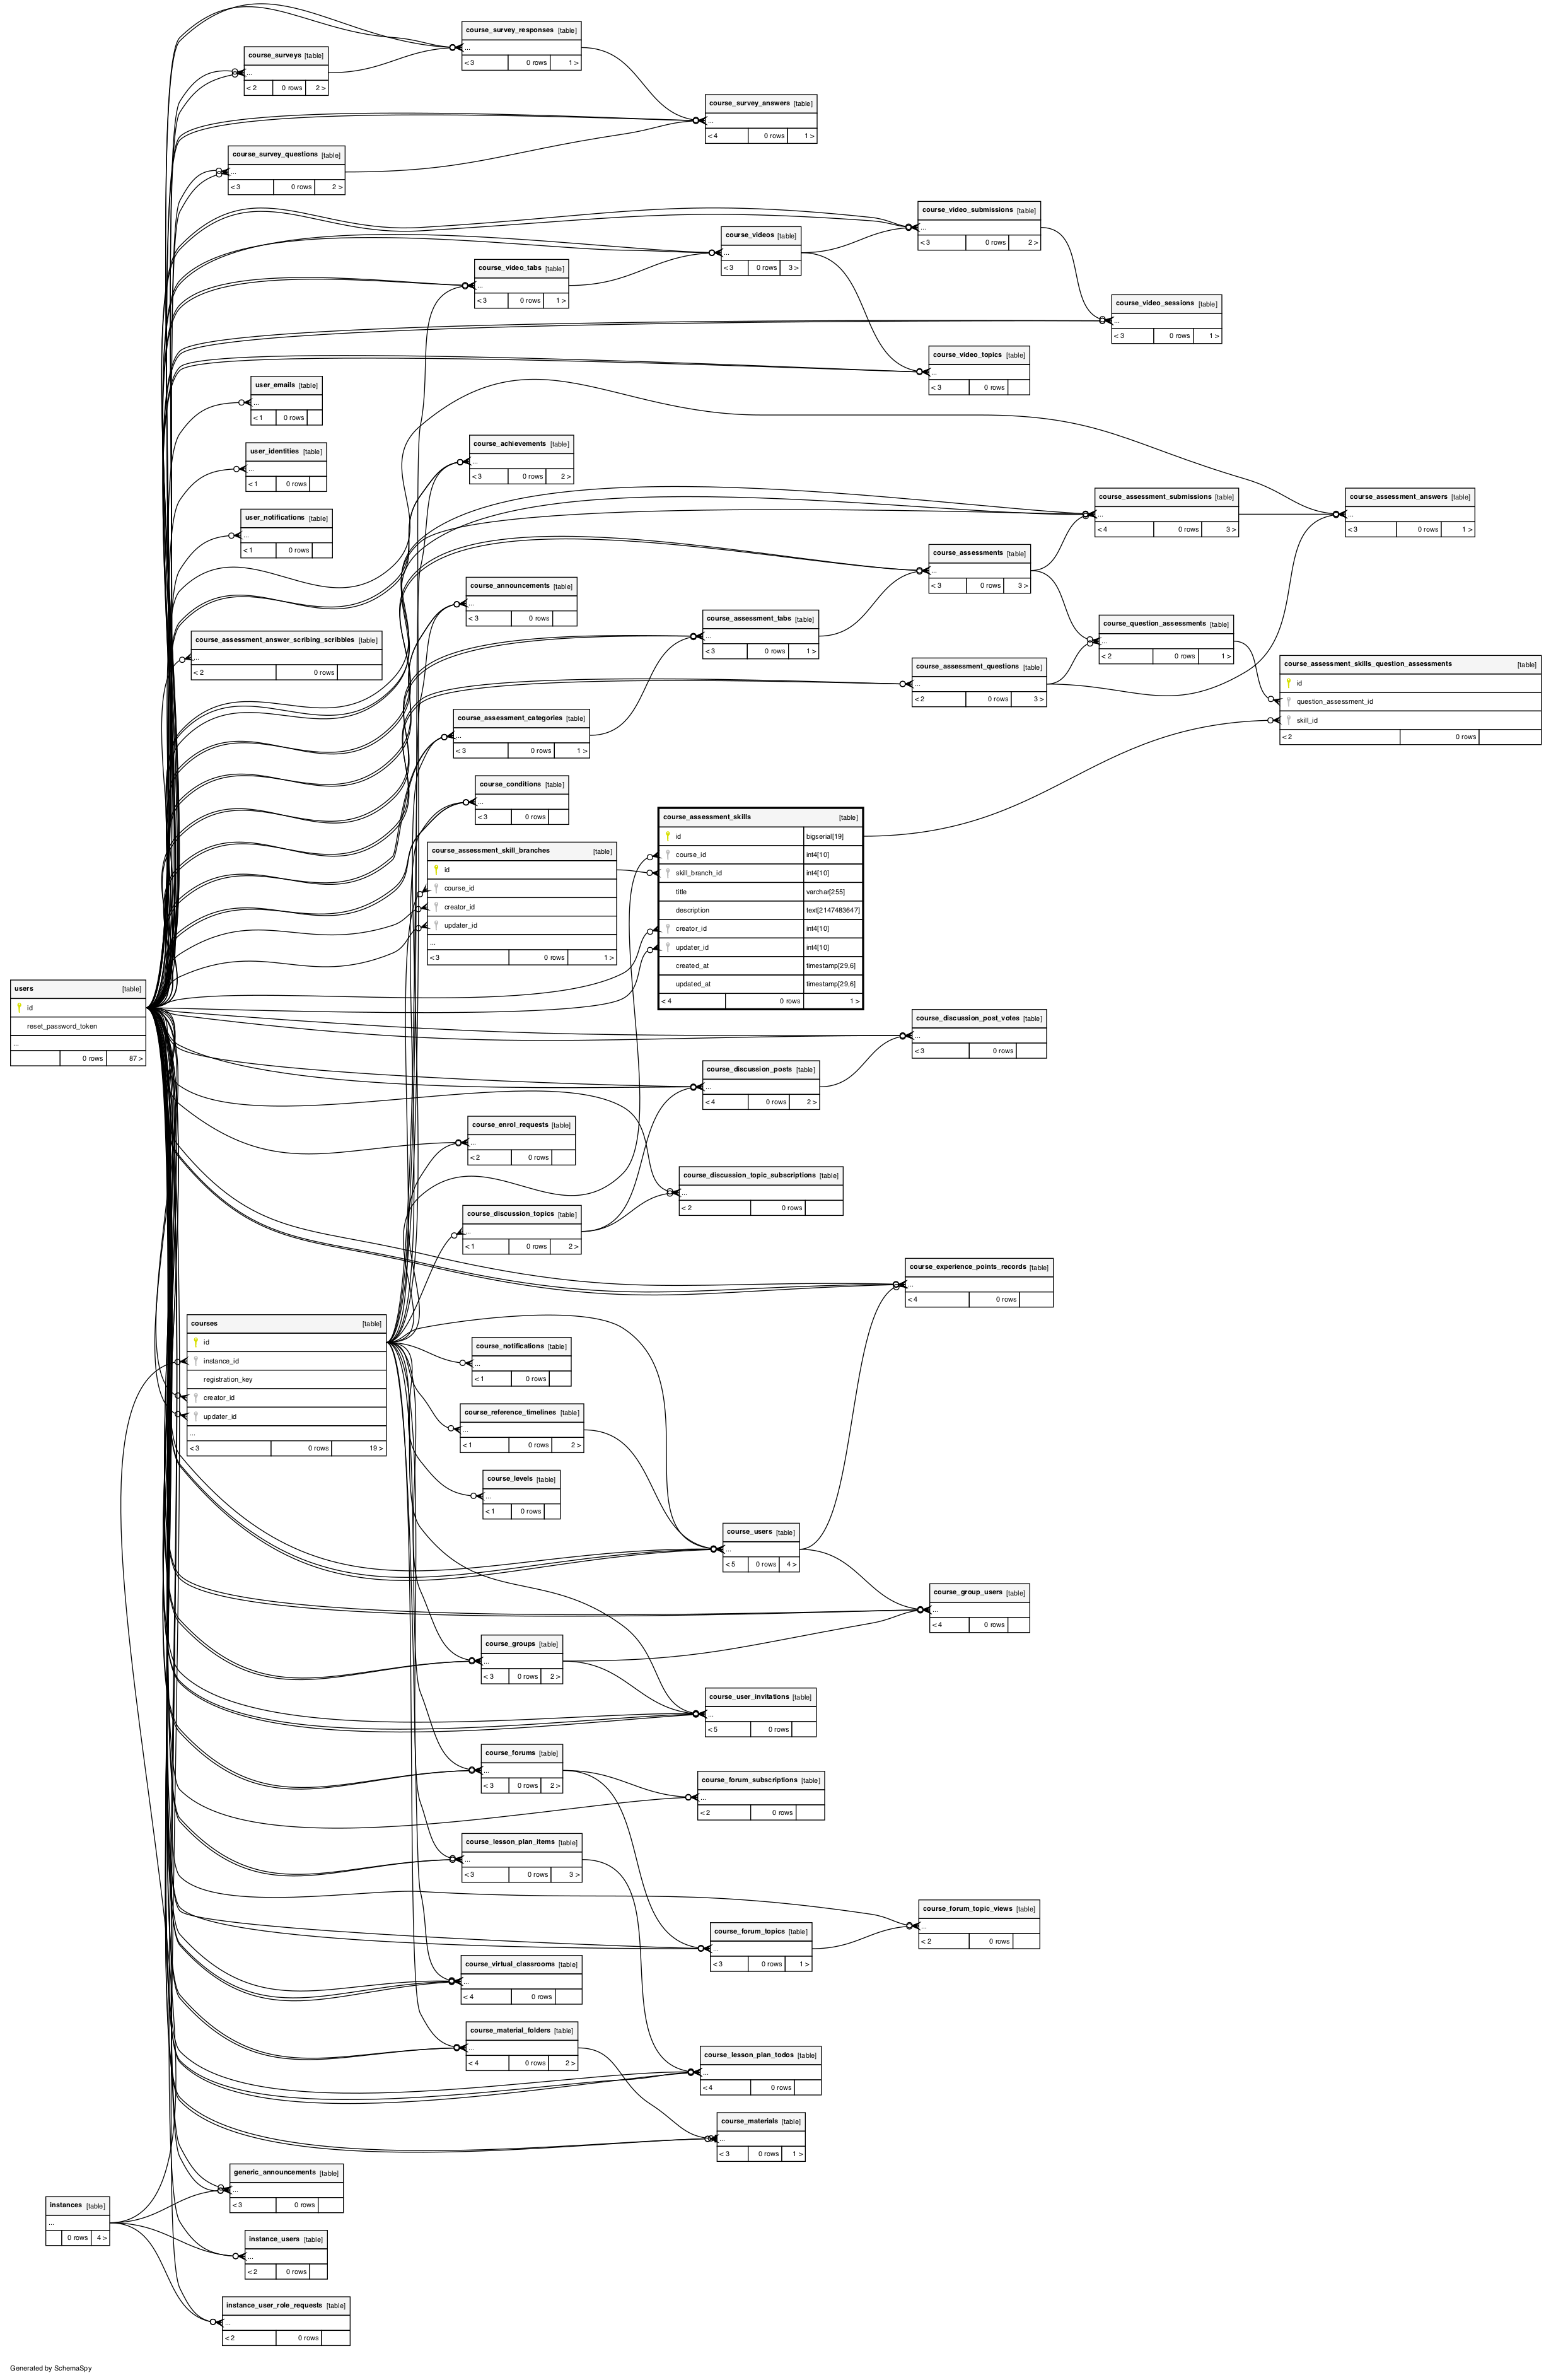 course_survey_responses [table]
...
< 3 0 rows 1 >
course_surveys [table]
...
< 2 0 rows 2 >
course_survey_answers [table]
...
< 4 0 rows 1 >
course_survey_questions [table]
...
< 3 0 rows 2 >
course_video_submissions [table]
...
< 3 0 rows 2 >
course_videos [table]
...
< 3 0 rows 3 >
course_video_tabs [table]
...
< 3 0 rows 1 >
course_video_sessions [table]
...
< 3 0 rows 1 >
course_video_topics [table]
...
< 3 0 rows
user_emails [table]
...
< 1 0 rows
course_achievements [table]
...
< 3 0 rows 2 >
user_identities [table]
...
< 1 0 rows
course_assessment_submissions [table]
...
< 4 0 rows 3 >
course_assessment_answers [table]
...
< 3 0 rows 1 >
user_notifications [table]
...
< 1 0 rows
course_assessments [table]
...
< 3 0 rows 3 >
course_announcements [table]
...
< 3 0 rows
course_assessment_tabs [table]
...
< 3 0 rows 1 >
course_question_assessments [table]
...
< 2 0 rows 1 >
course_assessment_answer_scribing_scribbles [table]
...
< 2 0 rows
course_assessment_questions [table]
...
< 2 0 rows 3 >
course_assessment_skills_question_assessments [table]
id
question_assessment_id
skill_id
< 2 0 rows
course_assessment_categories [table]
...
< 3 0 rows 1 >
course_conditions [table]
...
< 3 0 rows
course_assessment_skills [table]
id bigserial[19]
course_id int4[10]
skill_branch_id int4[10]
title varchar[255]
description text[2147483647]
creator_id int4[10]
updater_id int4[10]
created_at timestamp[29,6]
updated_at timestamp[29,6]
< 4 0 rows 1 >
course_assessment_skill_branches [table]
id
course_id
creator_id
updater_id
...
< 3 0 rows 1 >
users [table]
id
reset_password_token
...
0 rows 87 >
course_discussion_post_votes [table]
...
< 3 0 rows
course_discussion_posts [table]
...
< 4 0 rows 2 >
course_enrol_requests [table]
...
< 2 0 rows
course_discussion_topic_subscriptions [table]
...
< 2 0 rows
course_discussion_topics [table]
...
< 1 0 rows 2 >
course_experience_points_records [table]
...
< 4 0 rows
courses [table]
id
instance_id
registration_key
creator_id
updater_id
...
< 3 0 rows 19 >
course_notifications [table]
...
< 1 0 rows
course_reference_timelines [table]
...
< 1 0 rows 2 >
course_levels [table]
...
< 1 0 rows
course_users [table]
...
< 5 0 rows 4 >
course_group_users [table]
...
< 4 0 rows
course_groups [table]
...
< 3 0 rows 2 >
course_user_invitations [table]
...
< 5 0 rows
course_forums [table]
...
< 3 0 rows 2 >
course_forum_subscriptions [table]
...
< 2 0 rows
course_lesson_plan_items [table]
...
< 3 0 rows 3 >
course_forum_topic_views [table]
...
< 2 0 rows
course_forum_topics [table]
...
< 3 0 rows 1 >
course_virtual_classrooms [table]
...
< 4 0 rows
course_material_folders [table]
...
< 4 0 rows 2 >
course_lesson_plan_todos [table]
...
< 4 0 rows
course_materials [table]
...
< 3 0 rows 1 >
generic_announcements [table]
...
< 3 0 rows
instances [table]
...
0 rows 4 >
instance_users [table]
...
< 2 0 rows
instance_user_role_requests [table]
...
< 2 0 rows
Generated by SchemaSpy